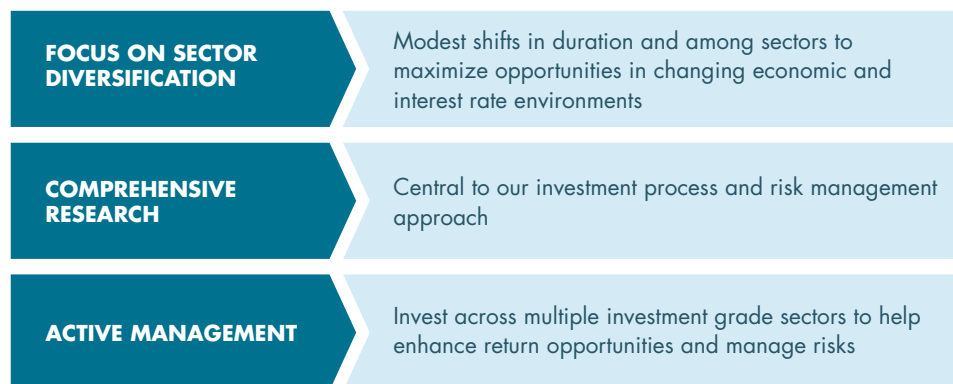 FOCUS ON SECTOR
DIVERSIFICATION
Modest shifts in duration and among sectors to
maximize opportunities in changing economic and
interest rate environments
COMPREHENSIVE
RESEARCH
Central to our investment process and risk management
approach
ACTIVE MANAGEMENT
Invest across multiple investment grade sectors to help
enhance return opportunities and manage risks